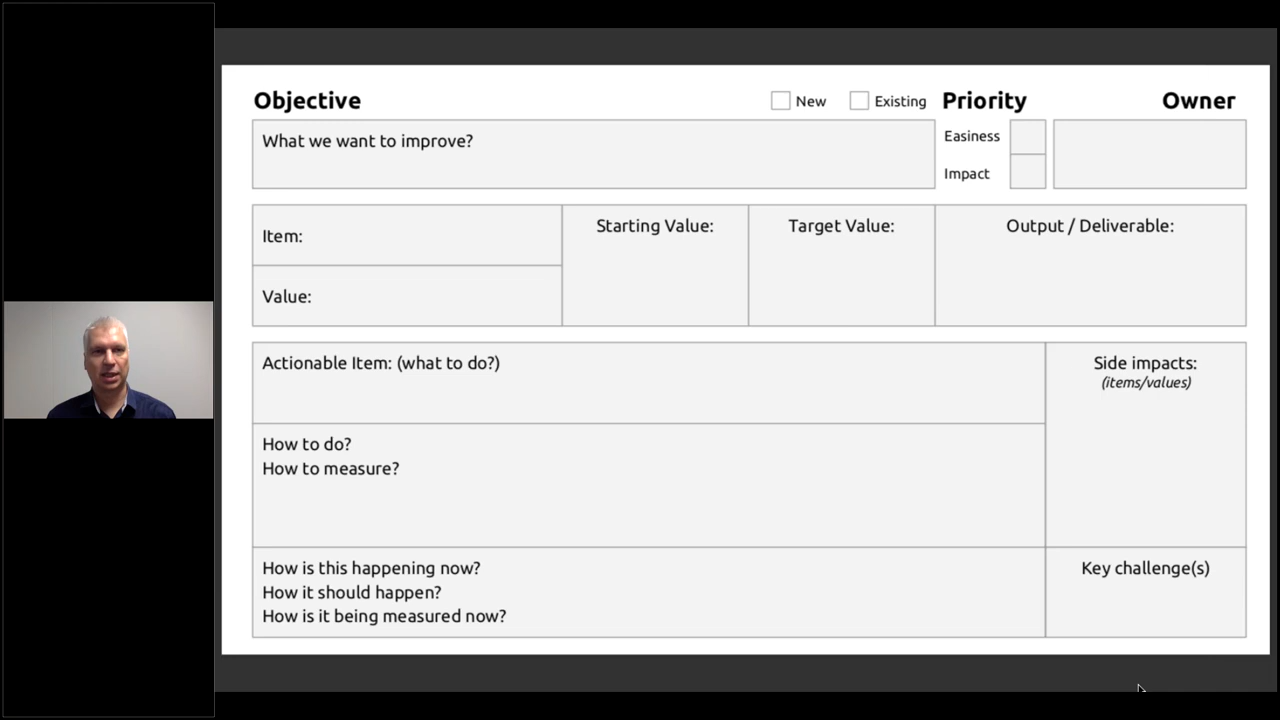 Objective New Existing Priority Owner
What we want to improve? Easiness
Impact
Item: Starting Value: Target Value: Output / Deliverable:
Value:
Actionable Item: (what to do?) Side impacts:
(items/values)
How to do?
How to measure?
How is this happening now? Key challenge(s)
How it should happen?
How is it being measured now?